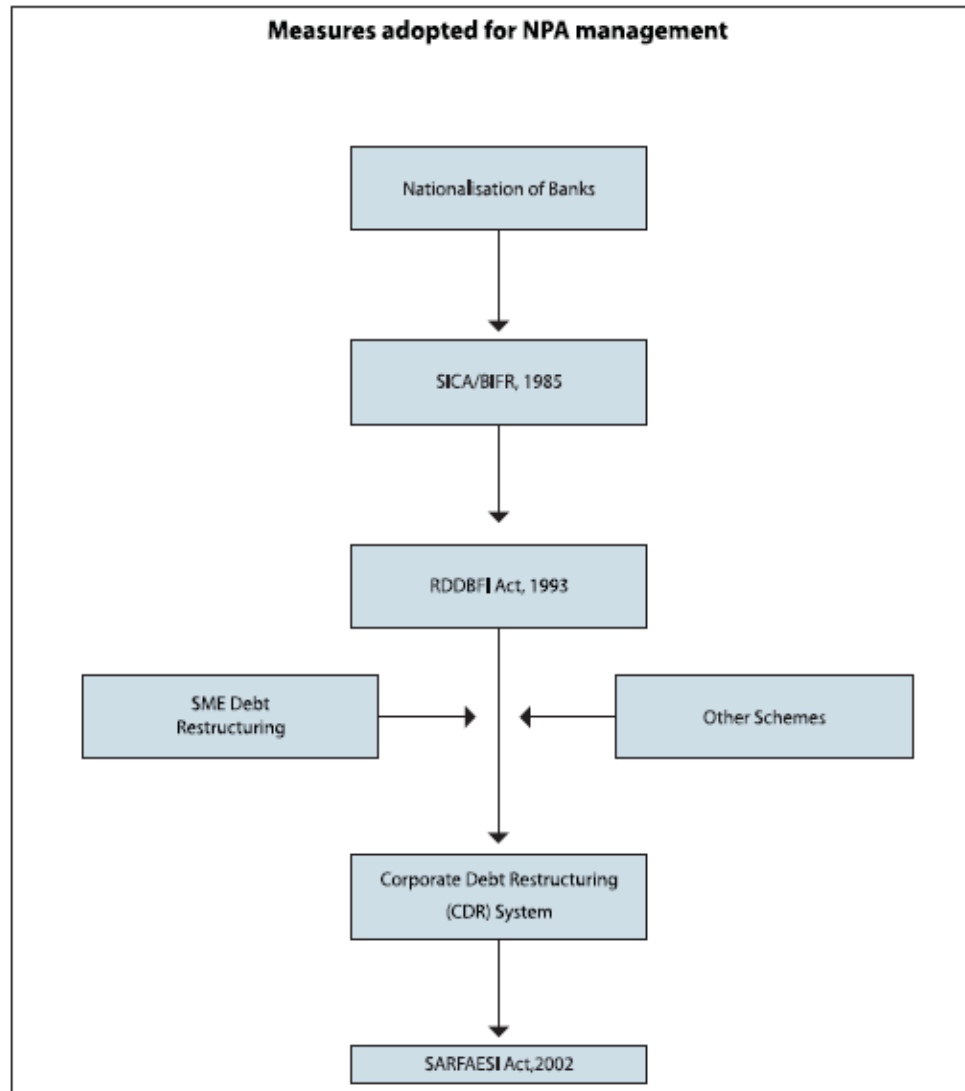 Measures adopted for NPA management
Nationalisation of Banks
SICA/BIFR, 1985
RDDBFI Act, 1993
SME Debt
Restructuring
Other Schemes
Corporate Debt Restructuring
(CDR) System
SARFAESI Act,2002